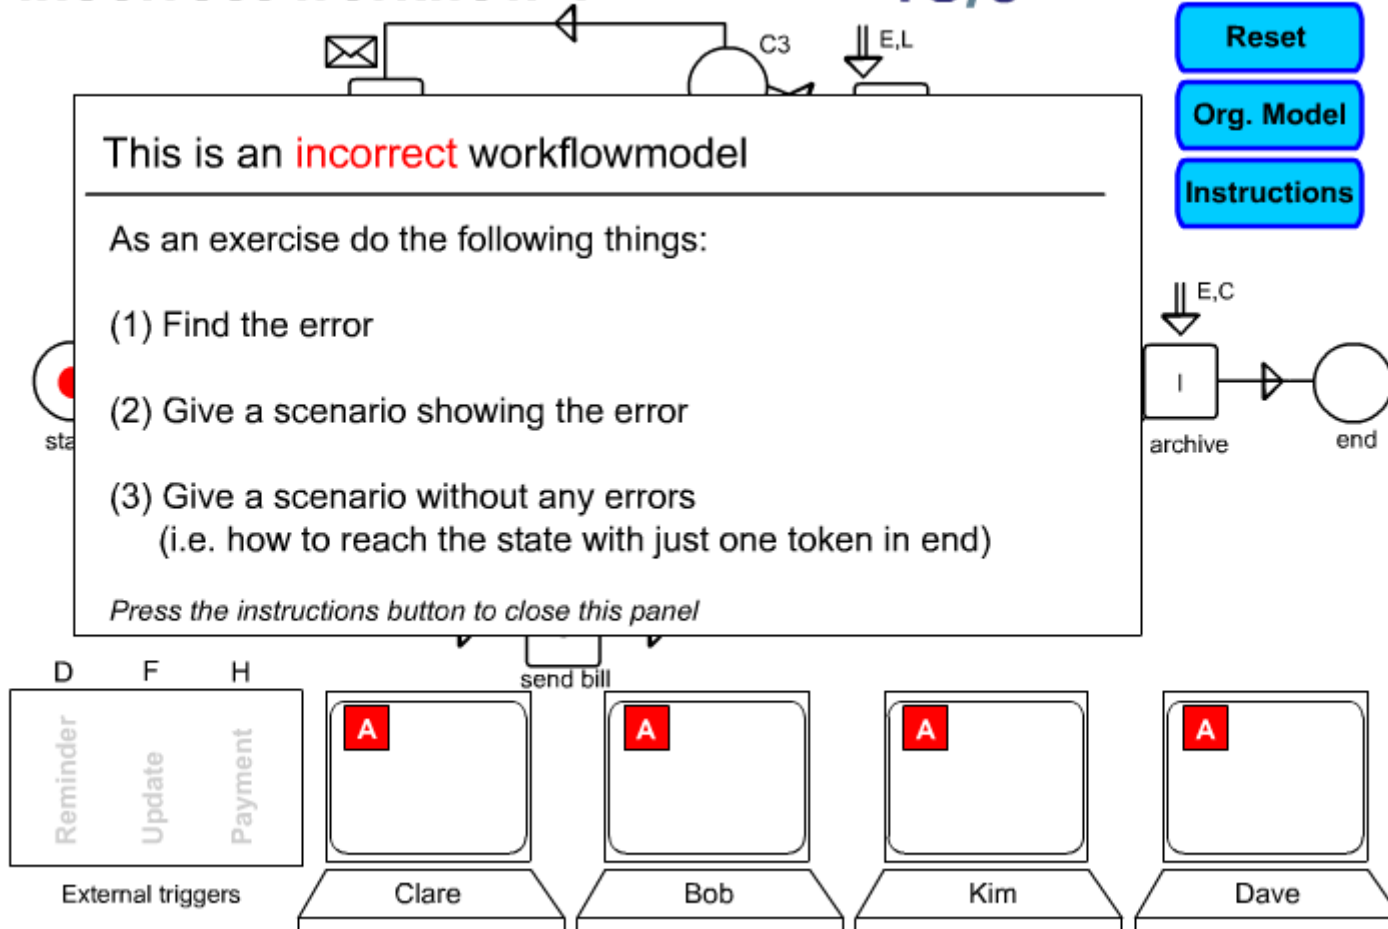 C3
E,L
Reset
Org. Model
Instructions
This is an incorrect workflowmodel
As an exercise do the following things:
(1) Find the error
(2) Give a scenario showing the error
(3) Give a scenario without any errors
(i.e. how to reach the state with just one token in end)
Press the instructions button to close this panel
E,C
I
archive
end
sta
send bill
D F H
Reminder
Update
Payment
External triggers
A
Clare
A
Bob
A
Kim
A
Dave